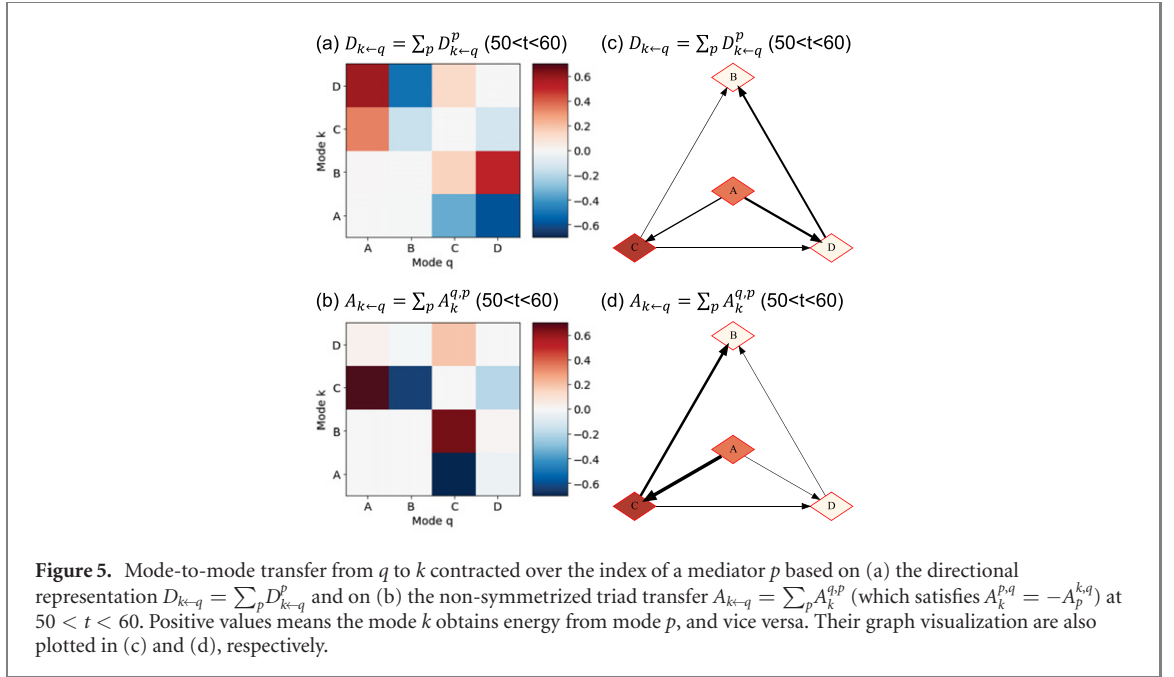 (a) D_{k←q} = ∑_p D^p_{k←q} (50<t<60)
(c) D_{k←q} = ∑_p D^p_{k←q} (50<t<60)
D
C
B
A
Mode k
A B C D
Mode q
0.6
0.4
0.2
0.0
−0.2
−0.4
−0.6
B
A
C
D
(b) A_{k←q} = ∑_p A_k^{q,p} (50<t<60)
(d) A_{k←q} = ∑_p A_k^{q,p} (50<t<60)
D
C
B
A
Mode k
A B C D
Mode q
0.6
0.4
0.2
0.0
−0.2
−0.4
−0.6
B
A
C
D
Figure 5. Mode-to-mode transfer from q to k contracted over the index of a mediator p based on (a) the directional
representation D_{k←q} = ∑_p D^p_{k←q} and on (b) the non-symmetrized triad transfer A_{k←q} = ∑_p A_k^{q,p} (which satisfies A_k^{p,q} = −A_p^{k,q}) at
50 < t < 60. Positive values means the mode k obtains energy from mode p, and vice versa. Their graph visualization are also
plotted in (c) and (d), respectively.